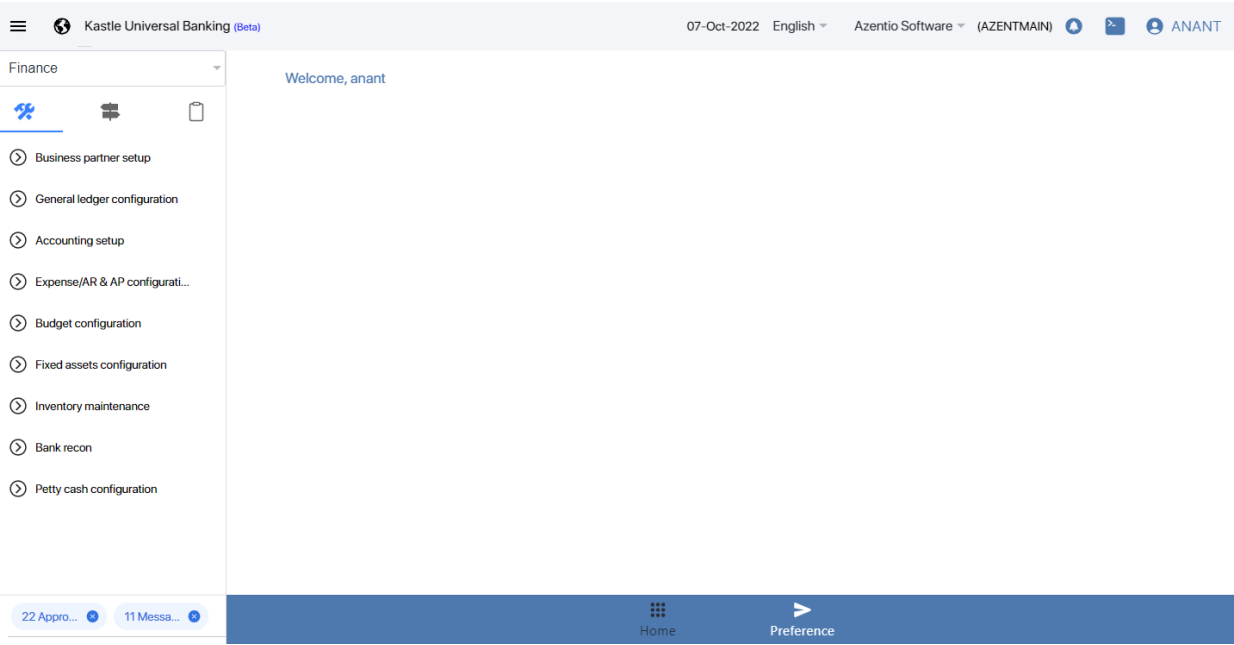 Kastle Universal Banking (Beta)
07-Oct-2022 English Azentio Software (AZENTMAIN) ANANT
Finance
Welcome, anant
Business partner setup
General ledger configuration
Accounting setup
Expense/AR & AP configurati...
Budget configuration
Fixed assets configuration
Inventory maintenance
Bank recon
Petty cash configuration
22 Appro... 11 Messa...
Home Preference